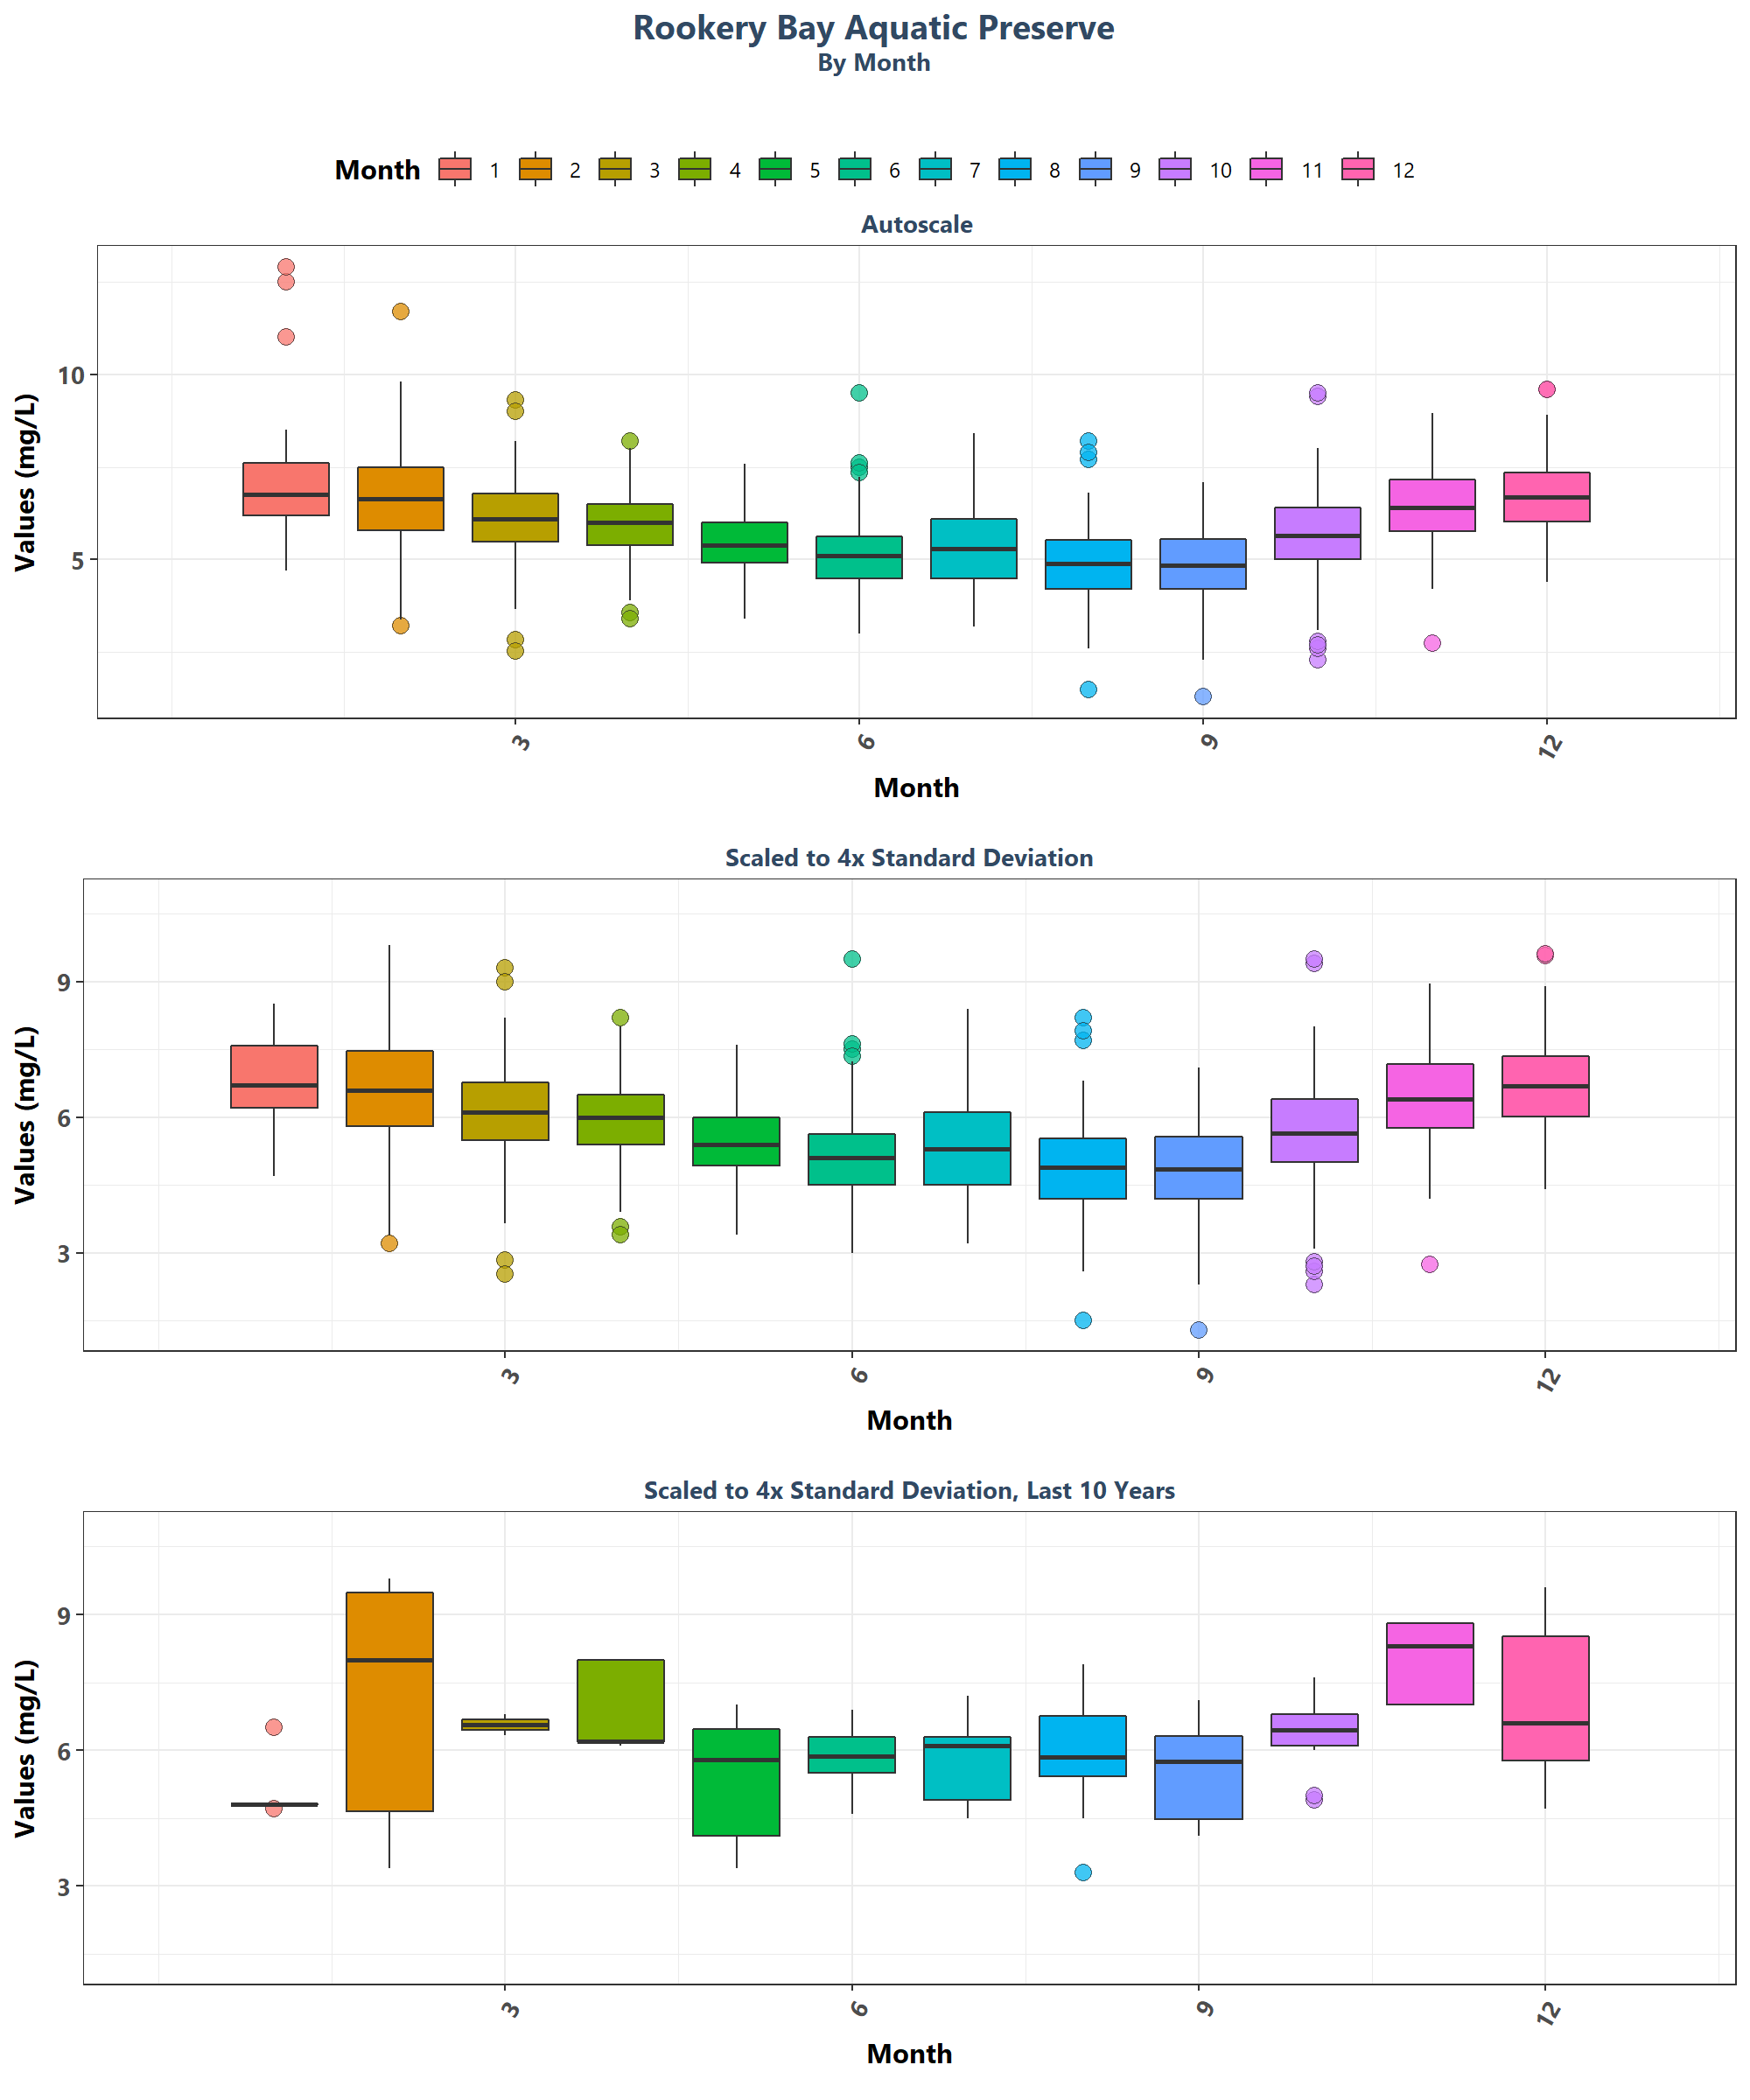 Rookery Bay Aquatic Preserve
By Month
Month 1 2 3 4 5 6 7 8 9 10 11 12
Autoscale
Values (mg/L)
10
5
3 6 9 12
Month
Scaled to 4x Standard Deviation
Values (mg/L)
9
6
3
3 6 9 12
Month
Scaled to 4x Standard Deviation, Last 10 Years
Values (mg/L)
9
6
3
3 6 9 12
Month